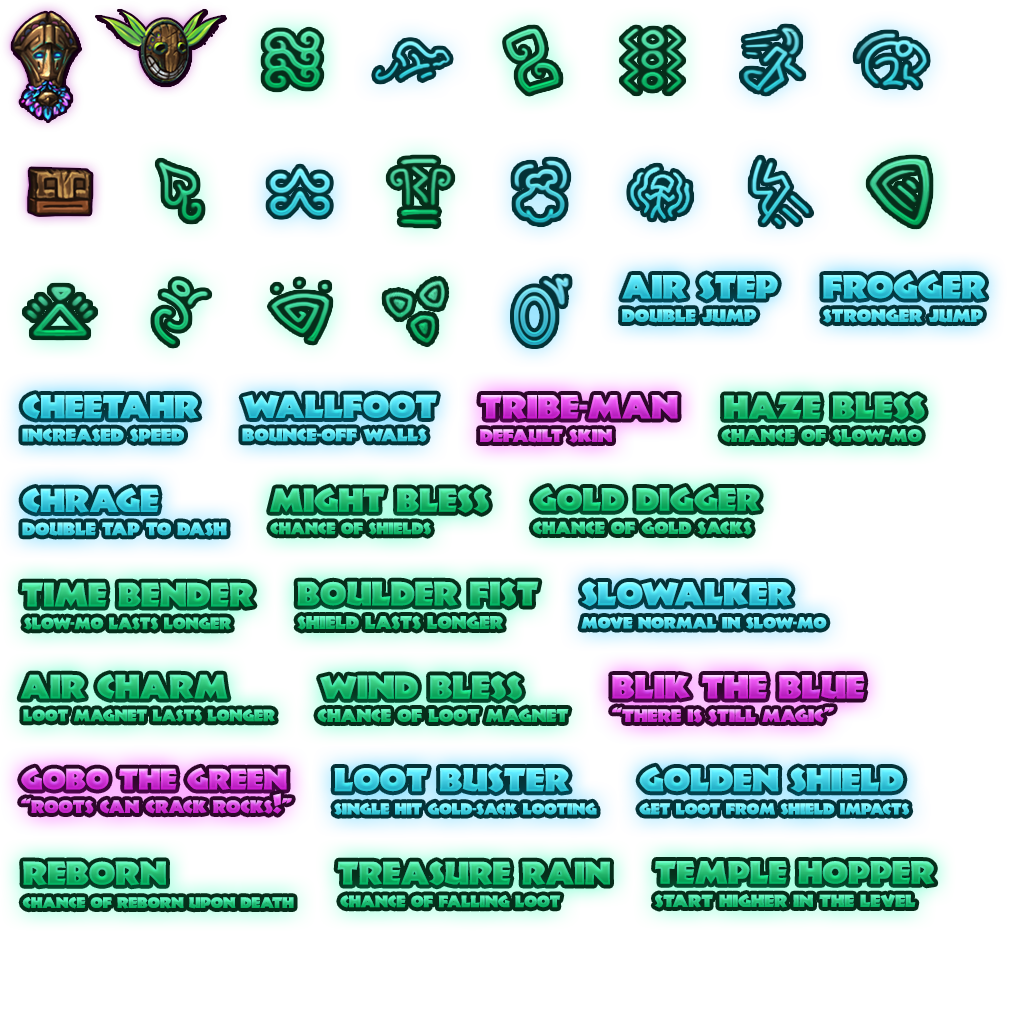 AIR STEP
DOUBLE JUMP
FROGGER
STRONGER JUMP
CHEETAHR
INCREASED SPEED
WALLFOOT
BOUNCE-OFF WALLS
TRIBE-MAN
DEFAULT SKIN
HAZE BLESS
CHANCE OF SLOW-MO
CHRAGE
DOUBLE TAP TO DASH
MIGHT BLESS
CHANCE OF SHIELDS
GOLD DIGGER
CHANCE OF GOLD SACKS
TIME BENDER
SLOW-MO LASTS LONGER
BOULDER FIST
SHIELD LASTS LONGER
SLOWALKER
MOVE NORMAL IN SLOW-MO
AIR CHARM
LOOT MAGNET LASTS LONGER
WIND BLESS
CHANCE OF LOOT MAGNET
BLIK THE BLUE
“THERE IS STILL MAGIC”
GOBO THE GREEN
“ROOTS CAN CRACK ROCKS!”
LOOT BUSTER
SINGLE HIT GOLD-SACK LOOTING
GOLDEN SHIELD
GET LOOT FROM SHIELD IMPACTS
REBORN
CHANCE OF REBORN UPON DEATH
TREASURE RAIN
CHANCE OF FALLING LOOT
TEMPLE HOPPER
START HIGHER IN THE LEVEL